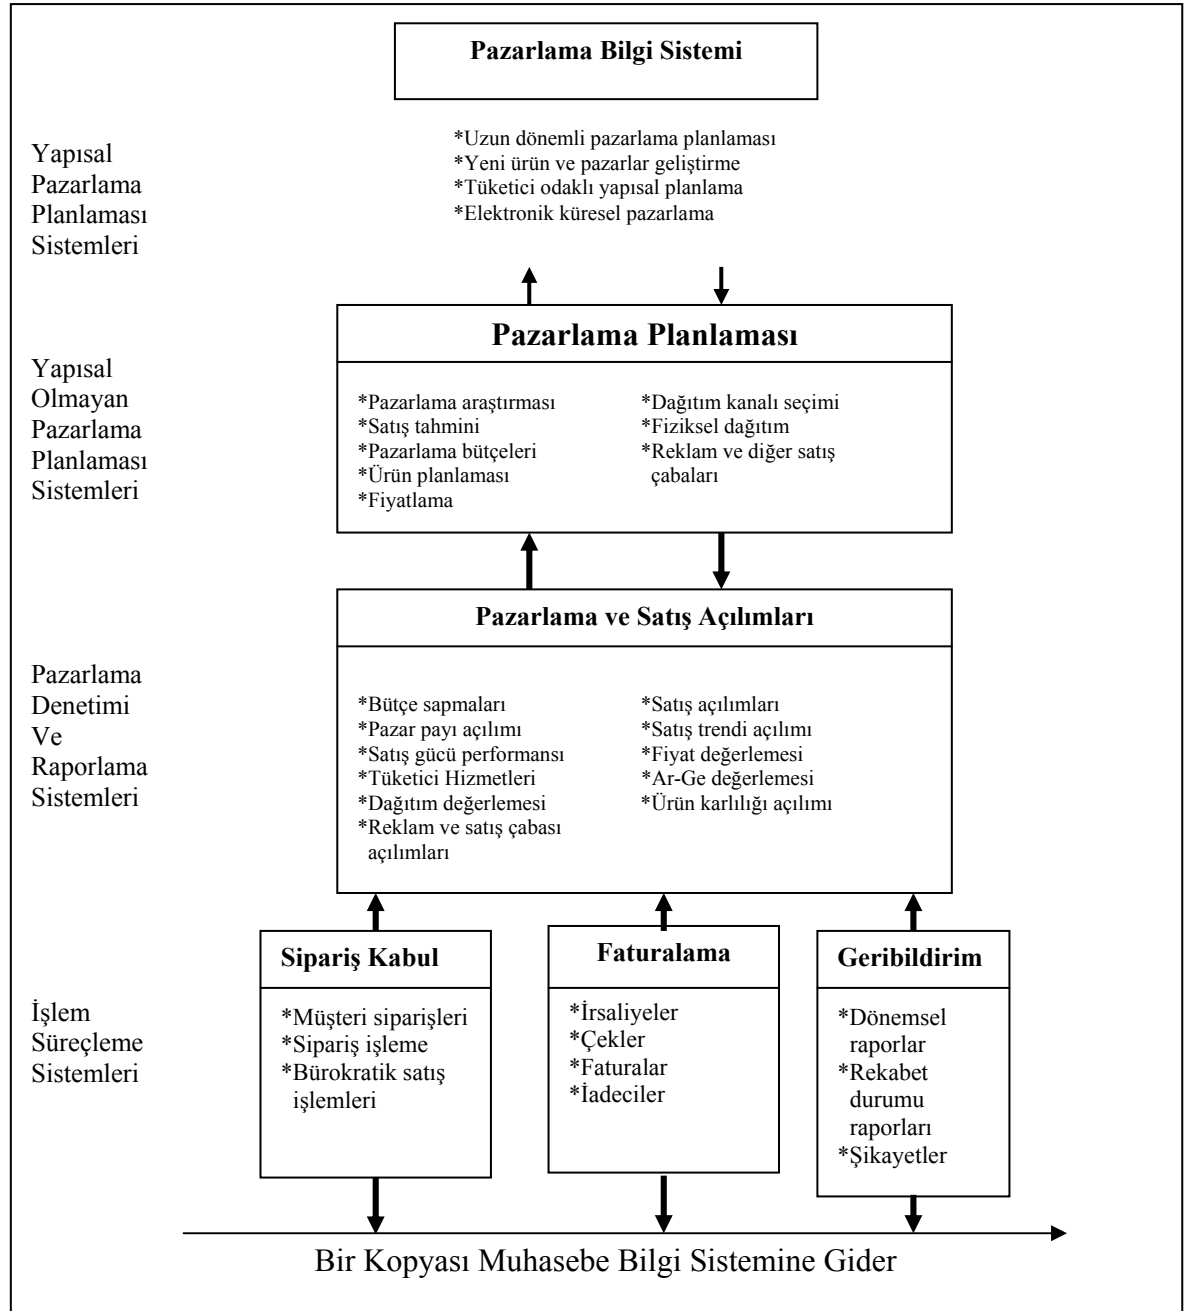 Pazarlama Bilgi Sistemi
Yapısal
Pazarlama
Planlaması
Sistemleri
*Uzun dönemli pazarlama planlaması
*Yeni ürün ve pazarlar geliştirme
*Tüketici odaklı yapısal planlama
*Elektronik küresel pazarlama
Pazarlama Planlaması
Yapısal
Olmayan
Pazarlama
Planlaması
Sistemleri
*Pazarlama araştırması
*Satış tahmini
*Pazarlama bütçeleri
*Ürün planlaması
*Fiyatlama
*Dağıtım kanalı seçimi
*Fiziksel dağıtım
*Reklam ve diğer satış
çabaları
Pazarlama ve Satış Açılımları
Pazarlama
Denetimi
Ve
Raporlama
Sistemleri
*Bütçe sapmaları
*Pazar payı açılımı
*Satış gücü performansı
*Tüketici Hizmetleri
*Dağıtım değerlemesi
*Reklam ve satış çabası
açılımları
*Satış açılımları
*Satış trendi açılımı
*Fiyat değerlemesi
*Ar-Ge değerlemesi
*Ürün karlılığı açılımı
İşlem
Süreçleme
Sistemleri
Sipariş Kabul
*Müşteri siparişleri
*Sipariş işleme
*Bürokratik satış
işlemleri
Faturalama
*İrsaliyeler
*Çekler
*Faturalar
*İadeciler
Geribildirim
*Dönemsel
raporlar
*Rekabet
durumu
raporları
*Şikayetler
Bir Kopyası Muhasebe Bilgi Sistemine Gider